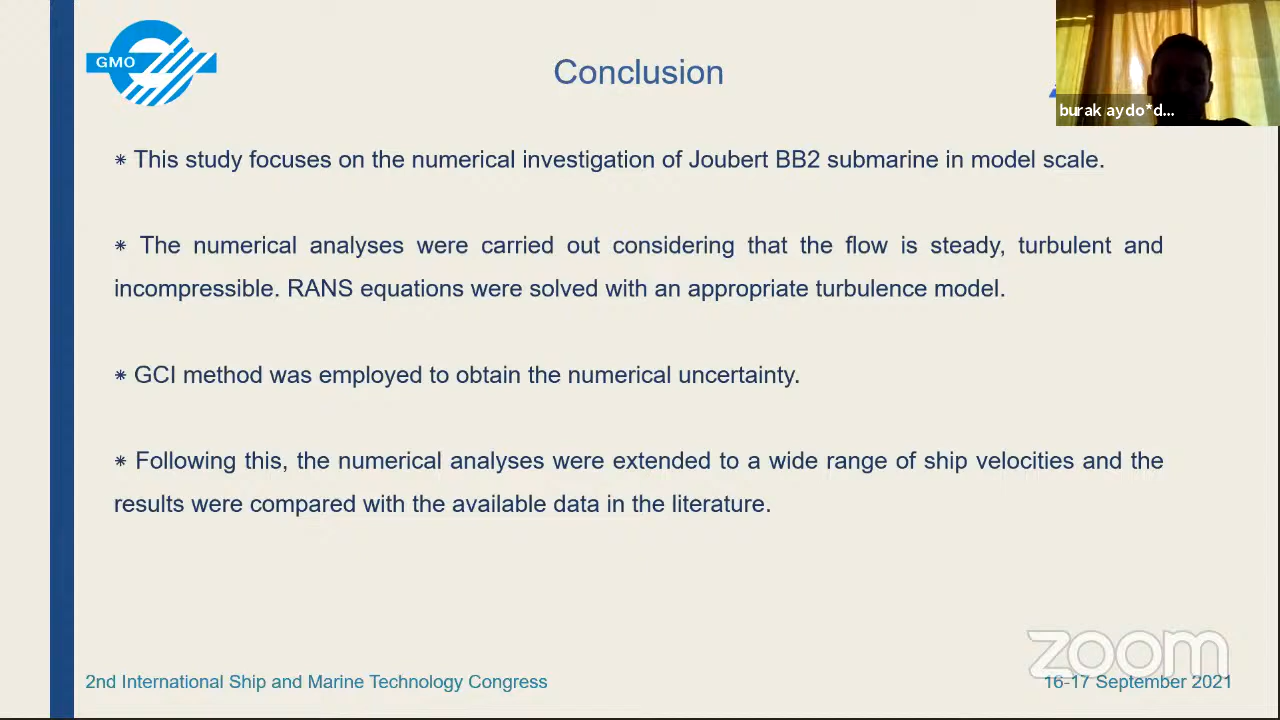 GMO
Conclusion
burak aydo*d...
* This study focuses on the numerical investigation of Joubert BB2 submarine in model scale.
* The numerical analyses were carried out considering that the flow is steady, turbulent and
incompressible. RANS equations were solved with an appropriate turbulence model.
* GCI method was employed to obtain the numerical uncertainty.
* Following this, the numerical analyses were extended to a wide range of ship velocities and the
results were compared with the available data in the literature.
zoom
2nd International Ship and Marine Technology Congress
16-17 September 2021